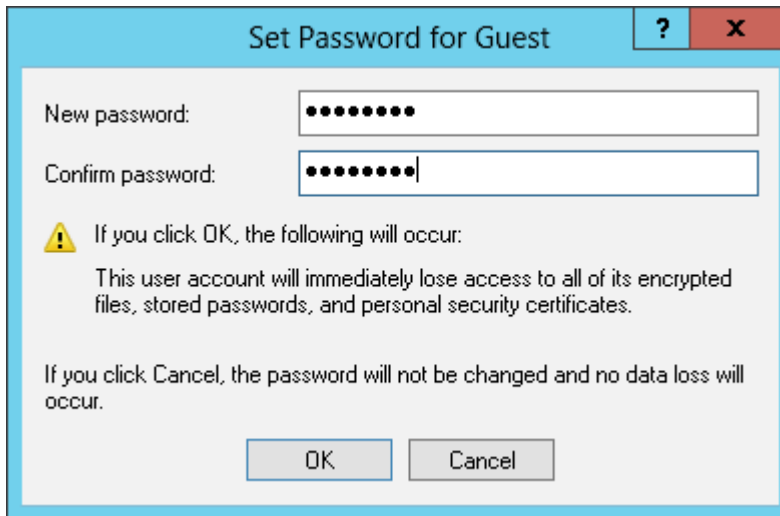 Set Password for Guest
?
x
New password:
••••••••
Confirm password:
••••••••
If you click OK, the following will occur:
This user account will immediately lose access to all of its encrypted
files, stored passwords, and personal security certificates.
If you click Cancel, the password will not be changed and no data loss will
occur.
OK
Cancel